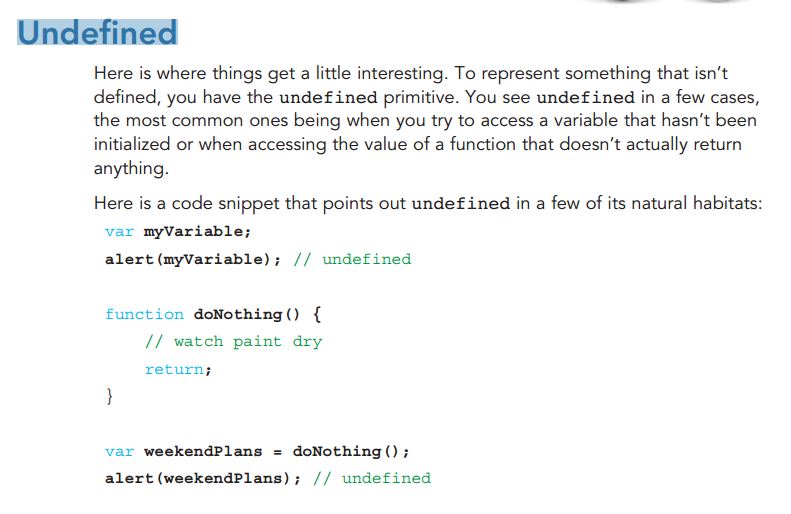 Undefined
Here is where things get a little interesting. To represent something that isn't
defined, you have the undefined primitive. You see undefined in a few cases,
the most common ones being when you try to access a variable that hasn't been
initialized or when accessing the value of a function that doesn't actually return
anything.
Here is a code snippet that points out undefined in a few of its natural habitats:
var myVariable;
alert(myVariable); // undefined
function doNothing() {
// watch paint dry
return;
}
var weekendPlans = doNothing();
alert(weekendPlans); // undefined